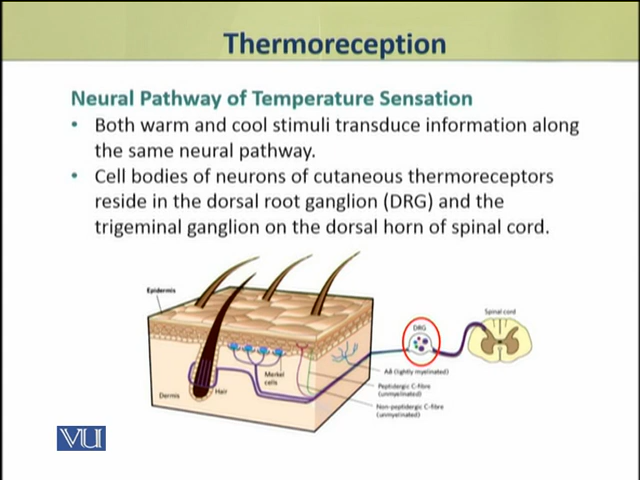 Thermoreception
Neural Pathway of Temperature Sensation
• Both warm and cool stimuli transduce information along
the same neural pathway.
• Cell bodies of neurons of cutaneous thermoreceptors
reside in the dorsal root ganglion (DRG) and the
trigeminal ganglion on the dorsal horn of spinal cord.
Epidermis
Spinal cord
DRG
Aδ (lightly myelinated)
Merkel
cells
Peptidergic C-fibre
(unmyelinated)
Dermis
Hair
Non-peptidergic C-fibre
(unmyelinated)
VU